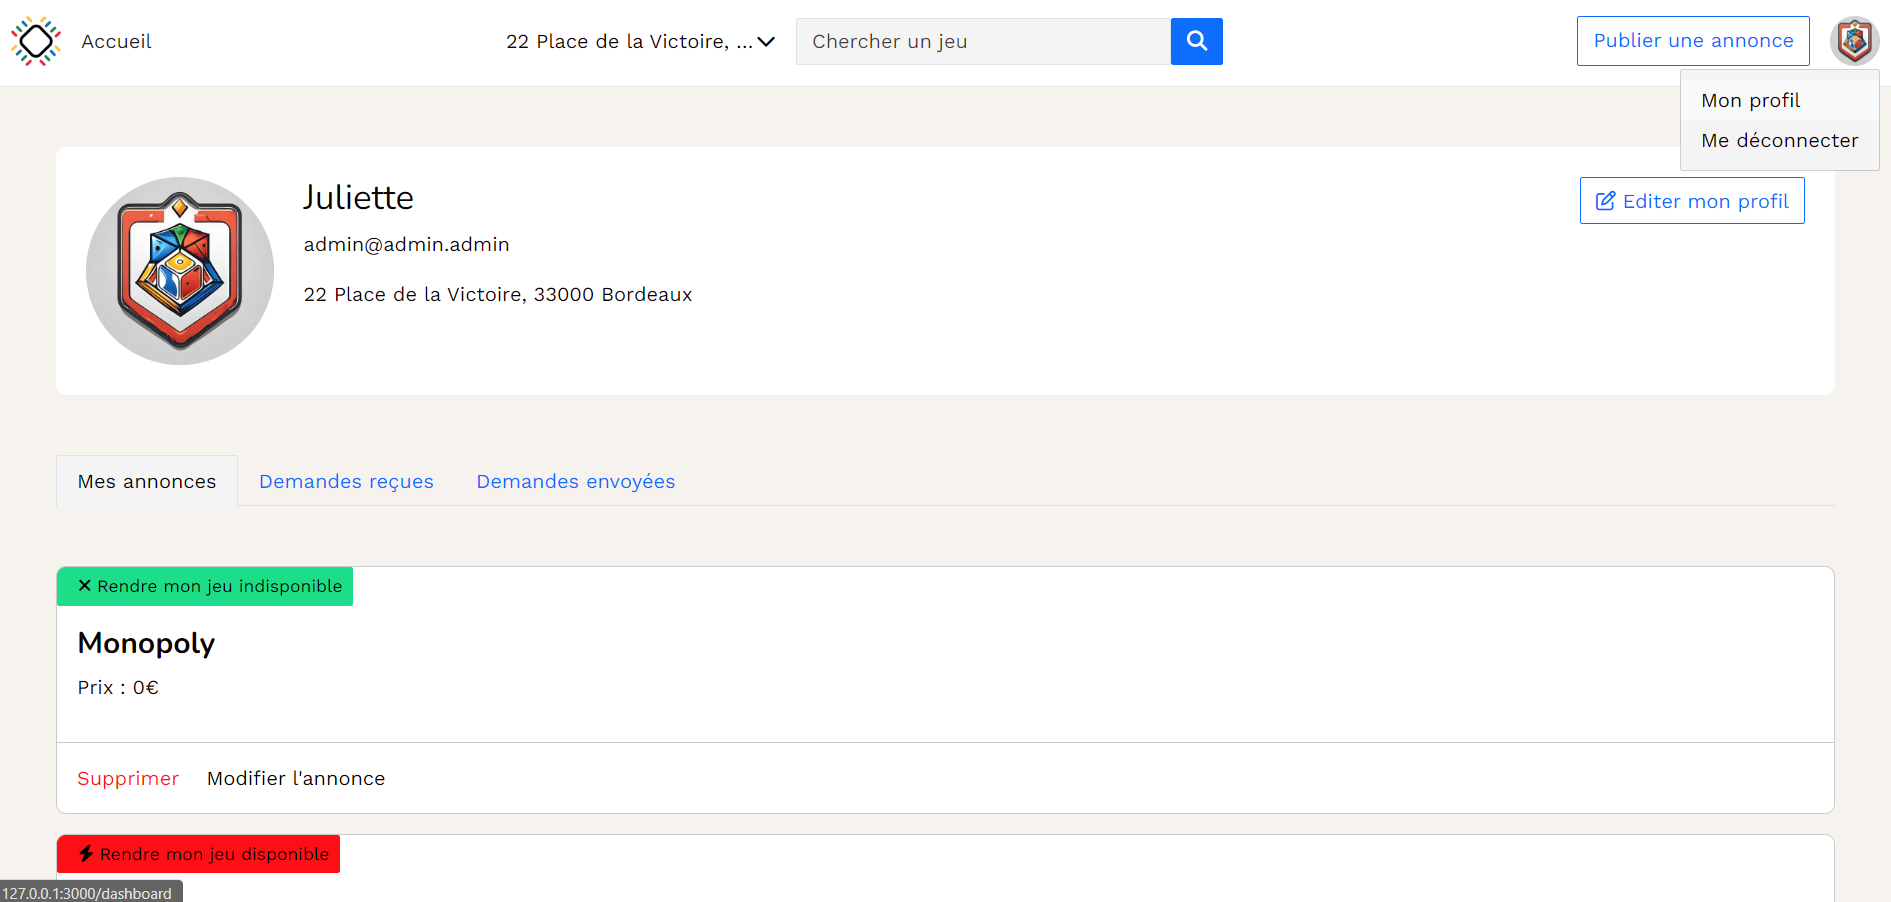 Accueil
22 Place de la Victoire, ...
Chercher un jeu
Publier une annonce
Mon profil
Me déconnecter
Juliette
admin@admin.admin
22 Place de la Victoire, 33000 Bordeaux
Editer mon profil
Mes annonces
Demandes reçues
Demandes envoyées
Rendre mon jeu indisponible
Monopoly
Prix : 0€
Supprimer
Modifier l'annonce
Rendre mon jeu disponible
127.0.0.1:3000/dashboard